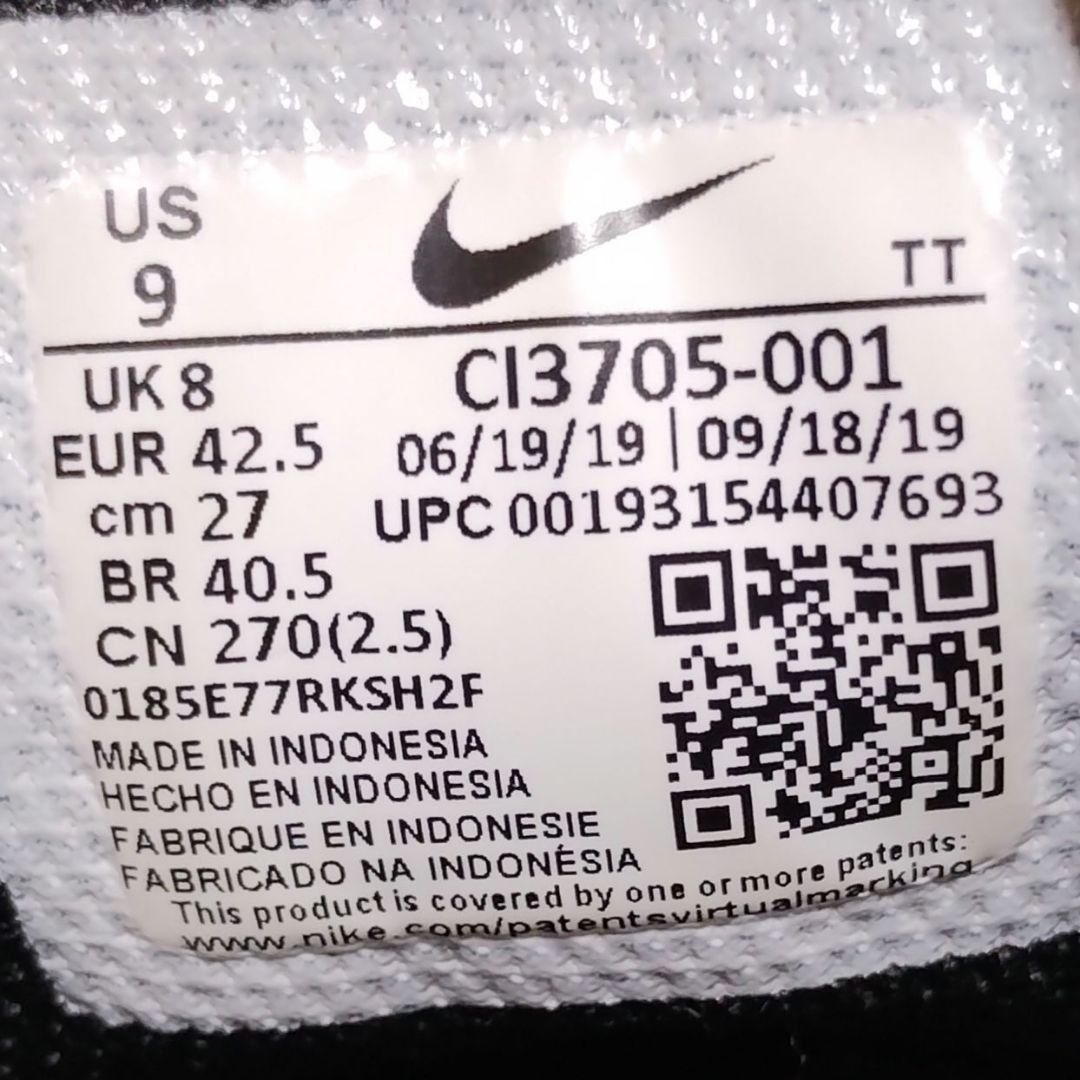 US
9
TT
UK 8
CI3705-001
EUR 42.5
06/19/19 | 09/18/19
cm 27
UPC 00193154407693
BR 40.5
CN 270(2.5)
0185E77RKSH2F
MADE IN INDONESIA
HECHO EN INDONESIA
FABRIQUE EN INDONESIE
FABRICADO NA INDONÉSIA
This product is covered by one or more patents:
www.nike.com/patentsvirtualmarking